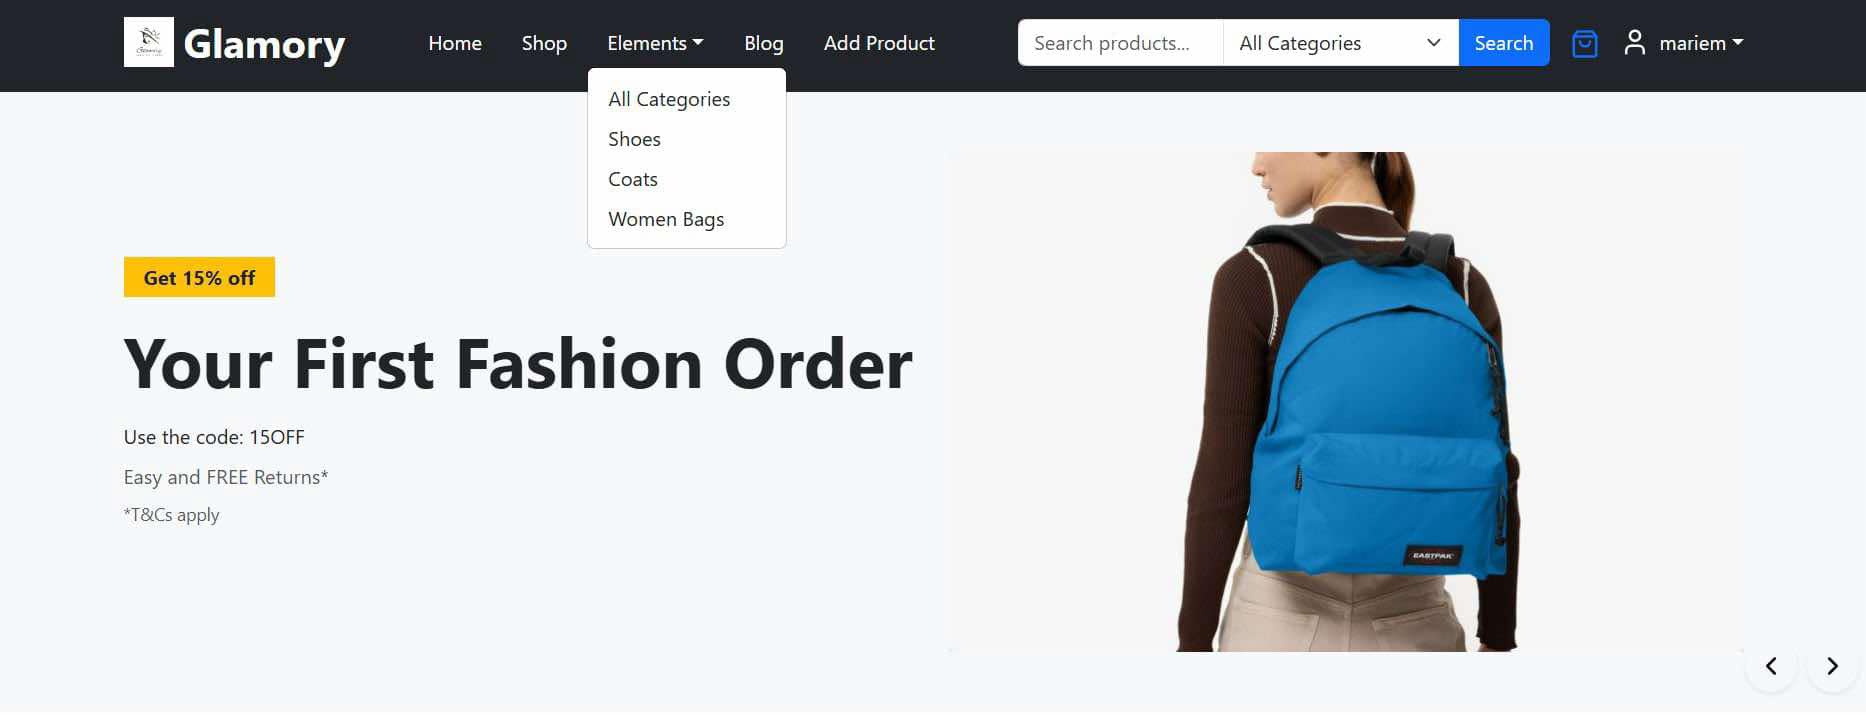 Glamory
Home
Shop
Elements
Blog
Add Product
Search products...
All Categories
Search
mariem
All Categories
Shoes
Coats
Women Bags
Get 15% off
Your First Fashion Order
Use the code: 15OFF
Easy and FREE Returns*
*T&Cs apply
EASTPAK